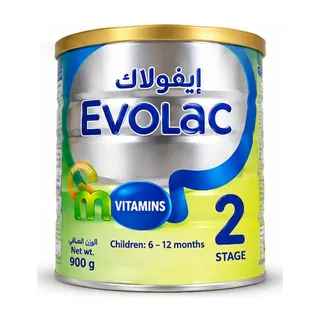 إيفولاك
EVOLAC
m
VITAMINS
2
STAGE
Children: 6 – 12 months
الوزن الصافي
Net wt.
900 g